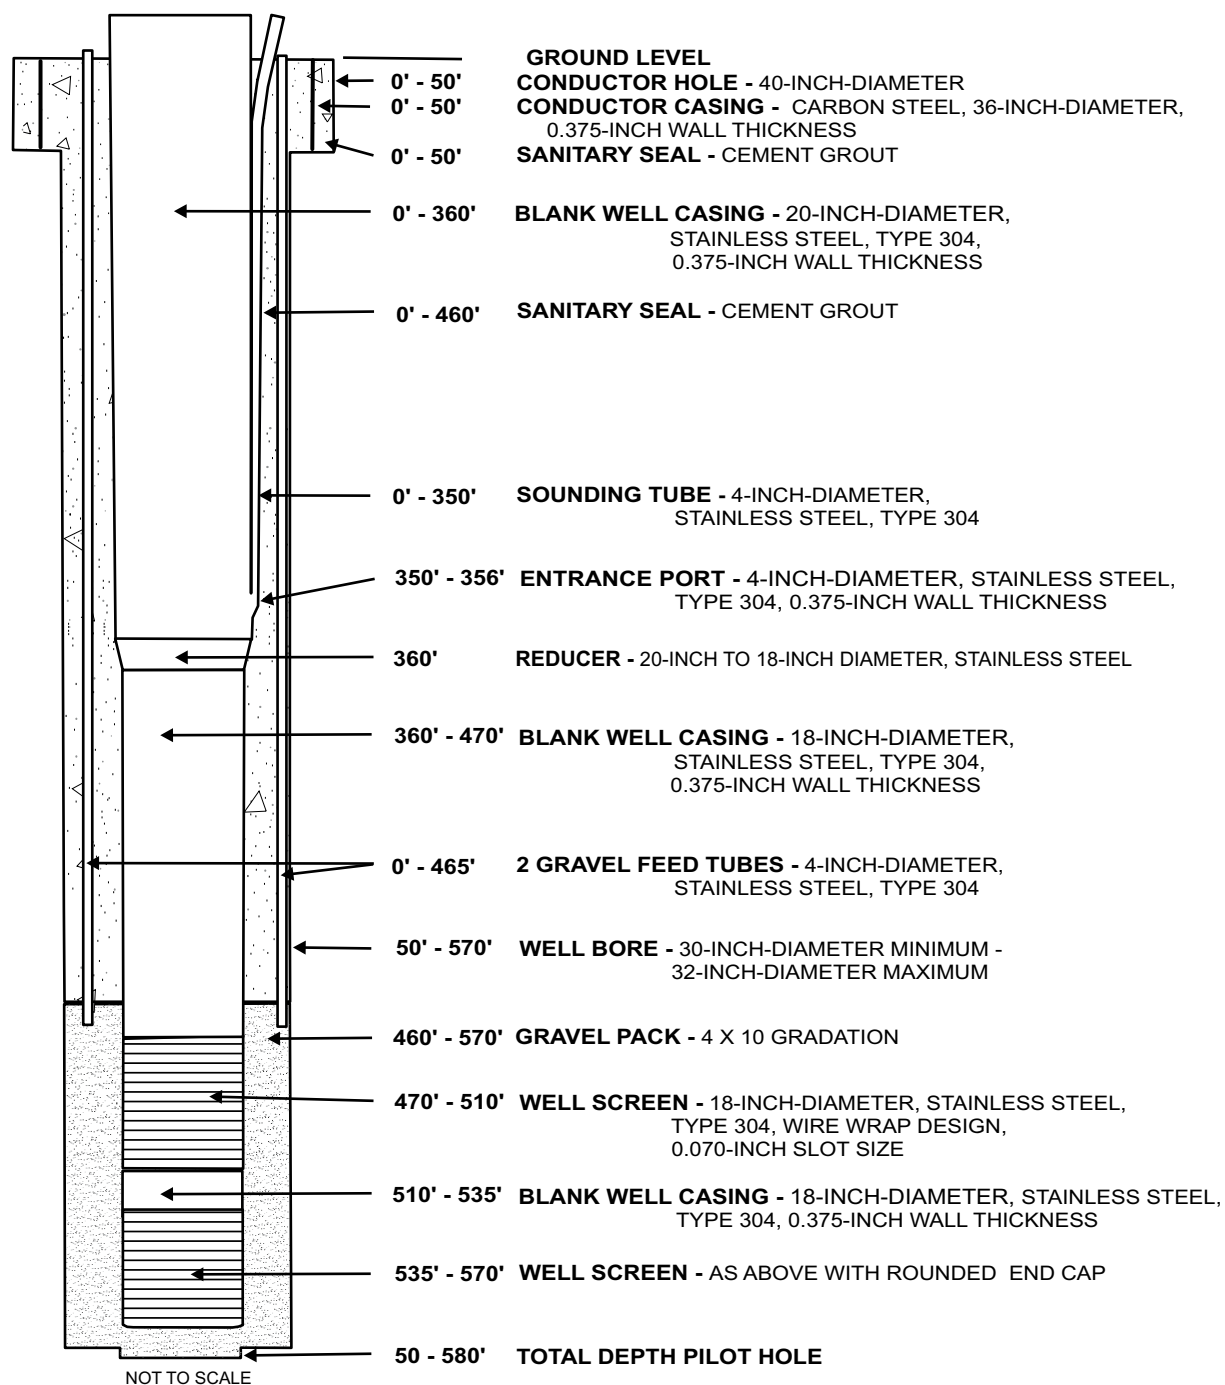 GROUND LEVEL
0' - 50' CONDUCTOR HOLE - 40-INCH-DIAMETER
0' - 50' CONDUCTOR CASING - CARBON STEEL, 36-INCH-DIAMETER,
0.375-INCH WALL THICKNESS
0' - 50' SANITARY SEAL - CEMENT GROUT
0' - 360' BLANK WELL CASING - 20-INCH-DIAMETER,
STAINLESS STEEL, TYPE 304,
0.375-INCH WALL THICKNESS
0' - 460' SANITARY SEAL - CEMENT GROUT
0' - 350' SOUNDING TUBE - 4-INCH-DIAMETER,
STAINLESS STEEL, TYPE 304
350' - 356' ENTRANCE PORT - 4-INCH-DIAMETER, STAINLESS STEEL,
TYPE 304, 0.375-INCH WALL THICKNESS
360' REDUCER - 20-INCH TO 18-INCH DIAMETER, STAINLESS STEEL
360' - 470' BLANK WELL CASING - 18-INCH-DIAMETER,
STAINLESS STEEL, TYPE 304,
0.375-INCH WALL THICKNESS
0' - 465' 2 GRAVEL FEED TUBES - 4-INCH-DIAMETER,
STAINLESS STEEL, TYPE 304
50' - 570' WELL BORE - 30-INCH-DIAMETER MINIMUM -
32-INCH-DIAMETER MAXIMUM
460' - 570' GRAVEL PACK - 4 X 10 GRADATION
470' - 510' WELL SCREEN - 18-INCH-DIAMETER, STAINLESS STEEL,
TYPE 304, WIRE WRAP DESIGN,
0.070-INCH SLOT SIZE
510' - 535' BLANK WELL CASING - 18-INCH-DIAMETER, STAINLESS STEEL,
TYPE 304, 0.375-INCH WALL THICKNESS
535' - 570' WELL SCREEN - AS ABOVE WITH ROUNDED END CAP
50 - 580' TOTAL DEPTH PILOT HOLE
NOT TO SCALE